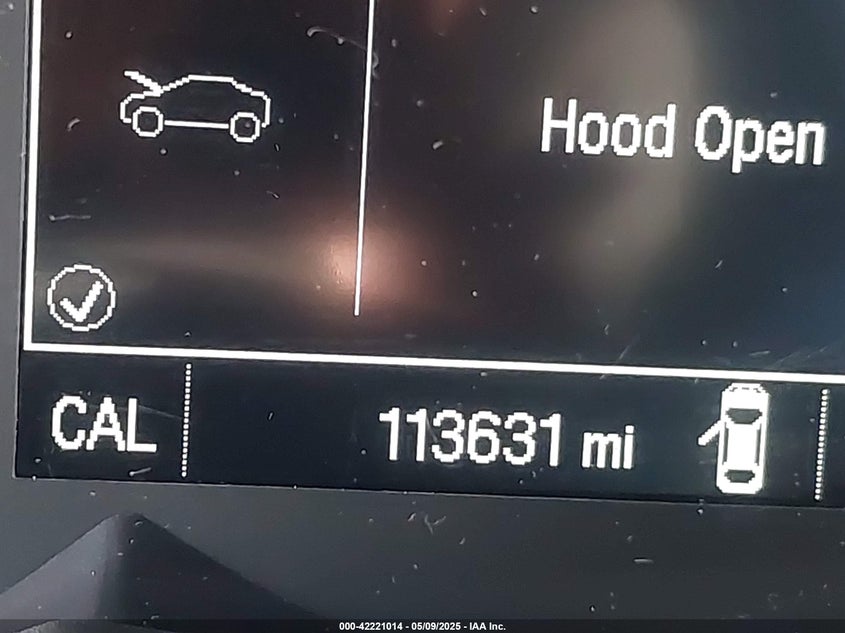 Hood Open
CAL
113631 mi
000-42221014 - 05/09/2025 - IAA Inc.